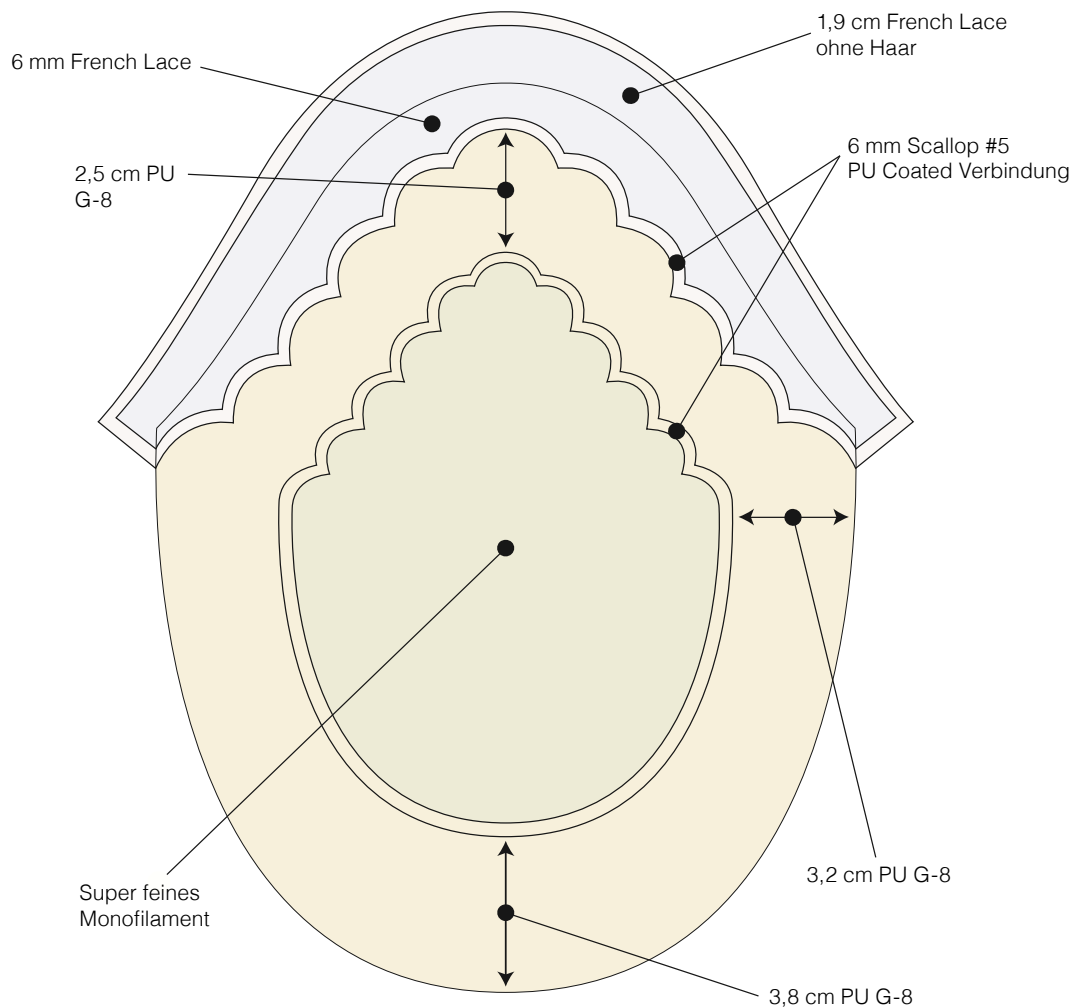 1,9 cm French Lace
ohne Haar
6 mm French Lace
6 mm Scallop #5
PU Coated Verbindung
2,5 cm PU
G-8
3,2 cm PU G-8
Super feines
Monofilament
3,8 cm PU G-8